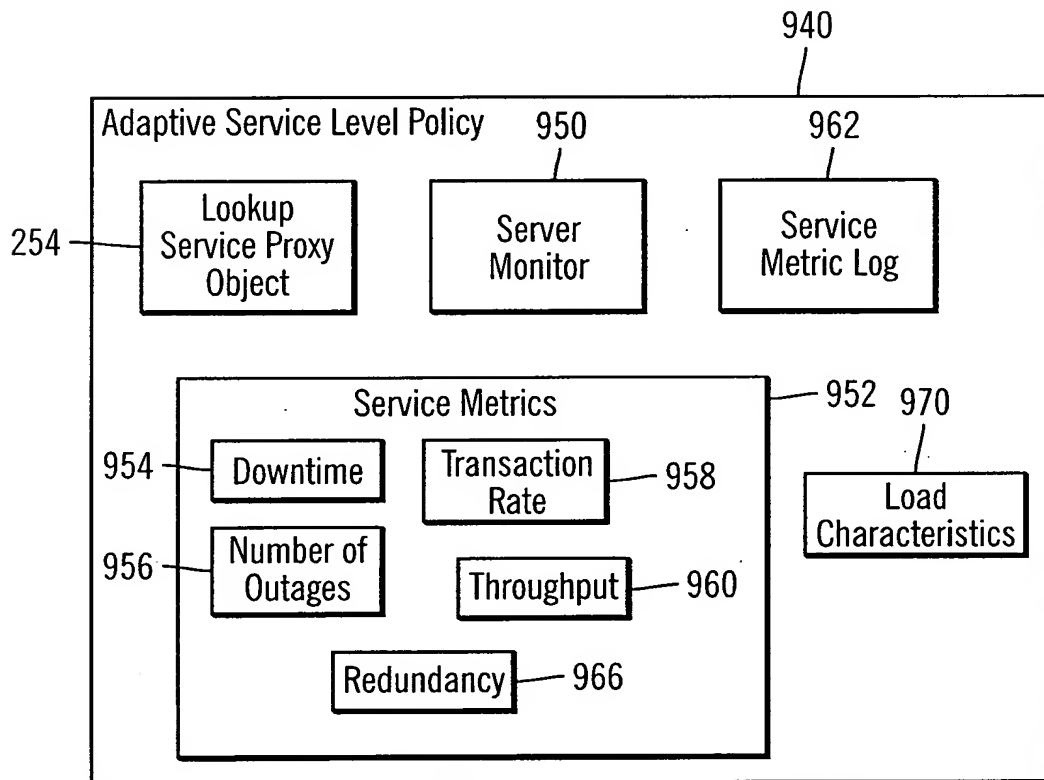 940
Adaptive Service Level Policy
950
962
254
Lookup
Service Proxy
Object
Server
Monitor
Service
Metric Log
Service Metrics
952
970
954
Downtime
Transaction
Rate
958
Load
Characteristics
956
Number of
Outages
Throughput
960
Redundancy
966